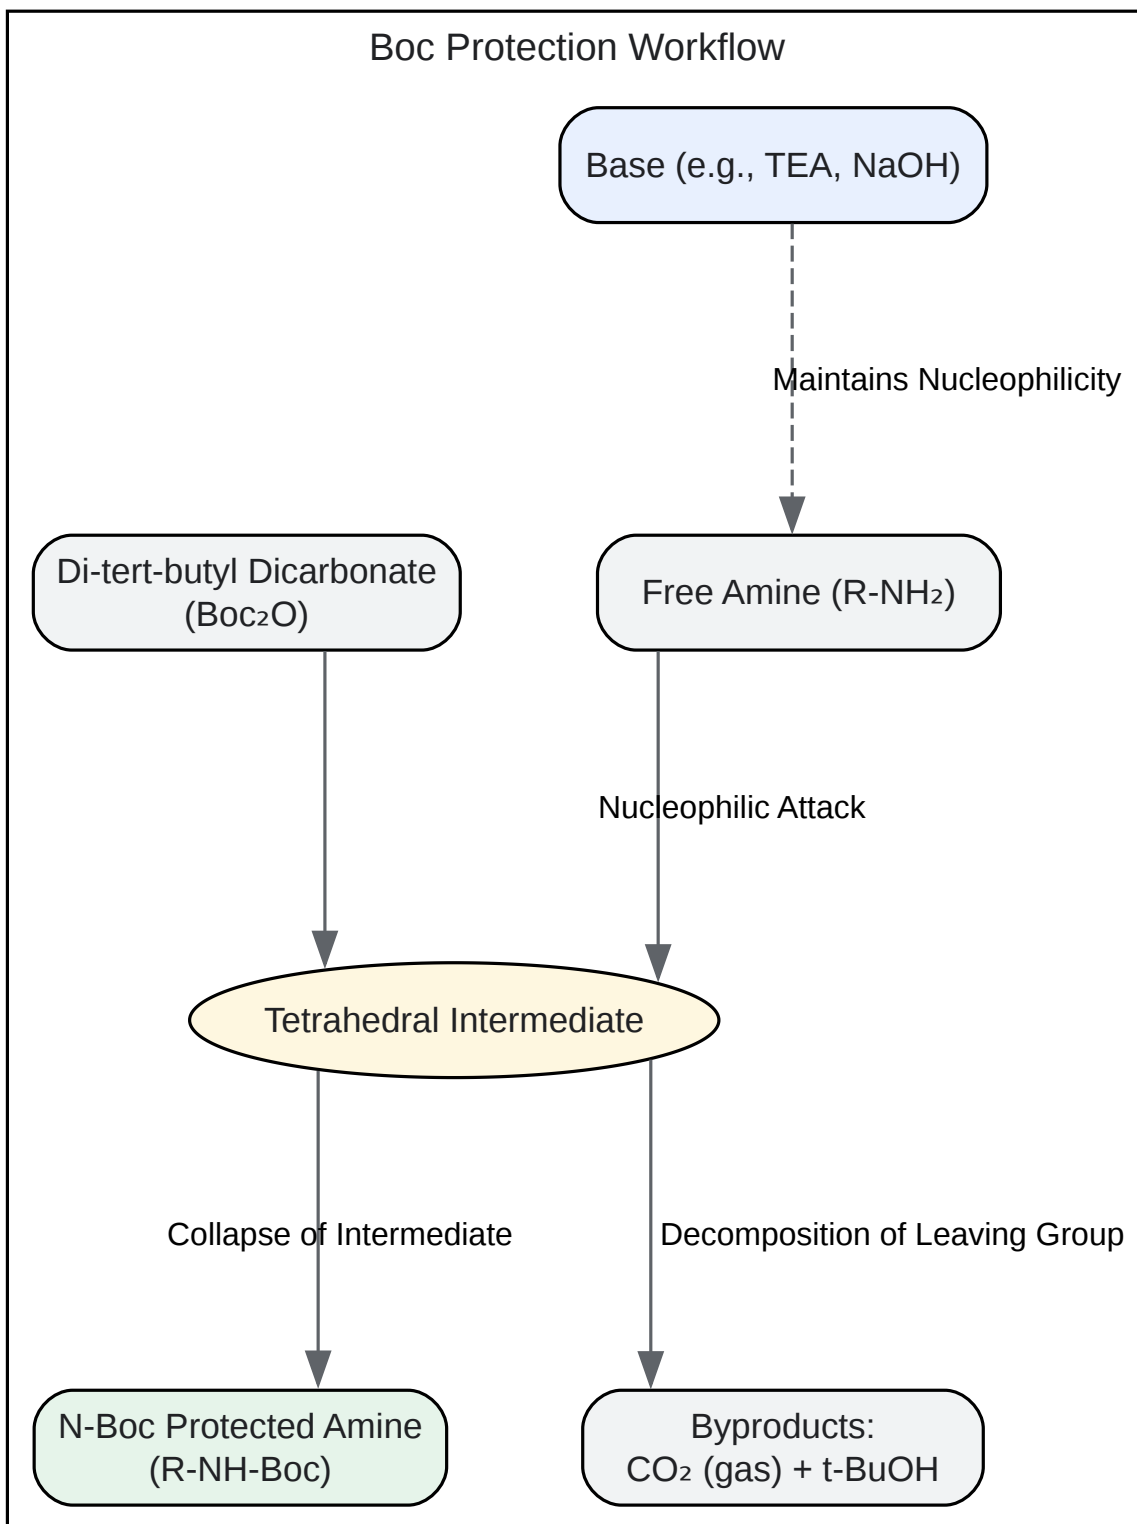 Boc Protection Workflow
Base (e.g., TEA, NaOH)
Maintains Nucleophilicity
Di-tert-butyl Dicarbonate
(Boc₂O)
Free Amine (R-NH₂)
Nucleophilic Attack
Tetrahedral Intermediate
Collapse of Intermediate
Decomposition of Leaving Group
N-Boc Protected Amine
(R-NH-Boc)
Byproducts:
CO₂ (gas) + t-BuOH